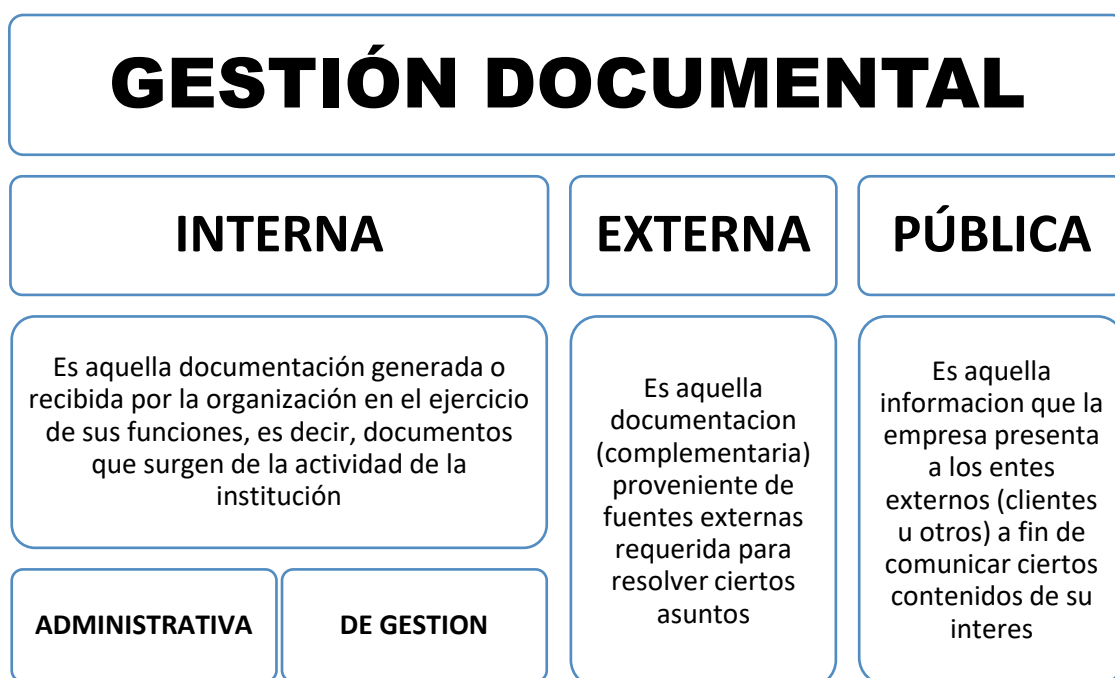 GESTIÓN DOCUMENTAL
INTERNA
EXTERNA
PÚBLICA
Es aquella documentación generada o
recibida por la organización en el ejercicio
de sus funciones, es decir, documentos
que surgen de la actividad de la
institución
ADMINISTRATIVA
DE GESTION
Es aquella
documentacion
(complementaria)
proveniente de
fuentes externas
requerida para
resolver ciertos
asuntos
Es aquella
informacion que la
empresa presenta
a los entes
externos (clientes
u otros) a fin de
comunicar ciertos
contenidos de su
interes